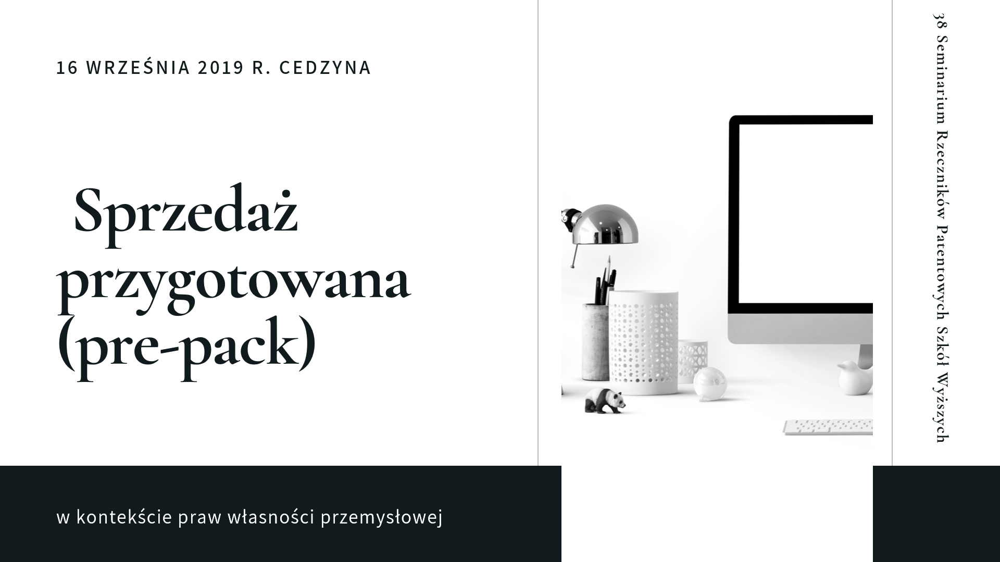 16 WRZEŚNIA 2019 R. CEDZYNA
Sprzedaż
przygotowana
(pre-pack)
w kontekście praw własności przemysłowej
38 Seminarium Rzeczników Patentowych Szkół Wyższych